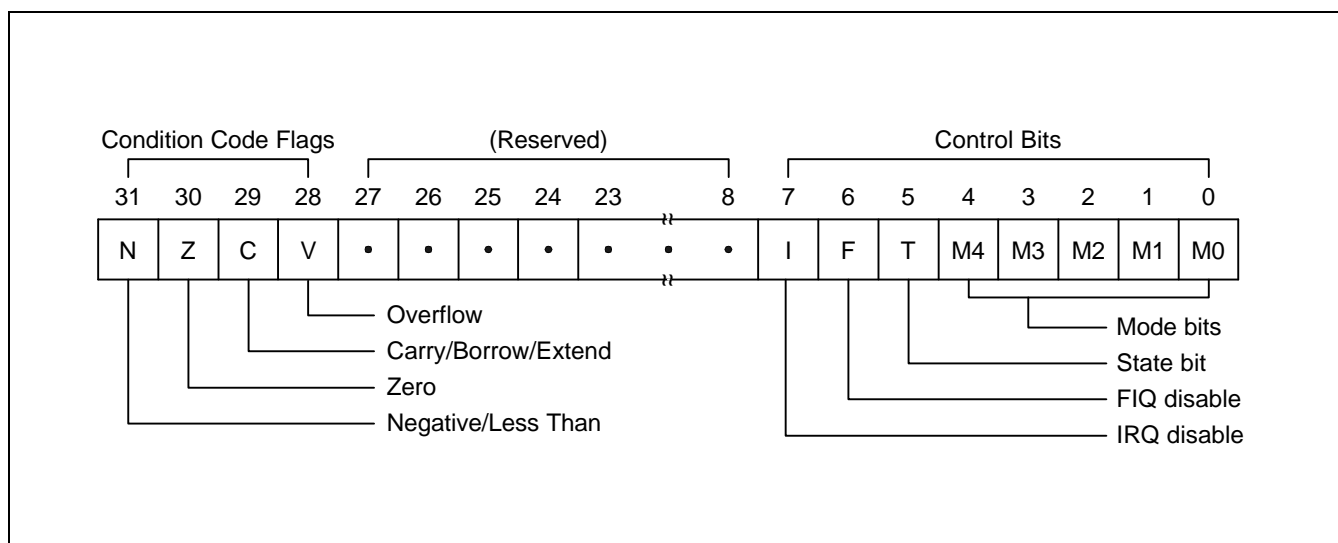 Condition Code Flags (Reserved) Control Bits
31 30 29 28 27 26 25 24 23 8 7 6 5 4 3 2 1 0
N Z C V • • • • • • • I F T M4 M3 M2 M1 M0
Overflow
Carry/Borrow/Extend
Zero
Negative/Less Than
Mode bits
State bit
FIQ disable
IRQ disable